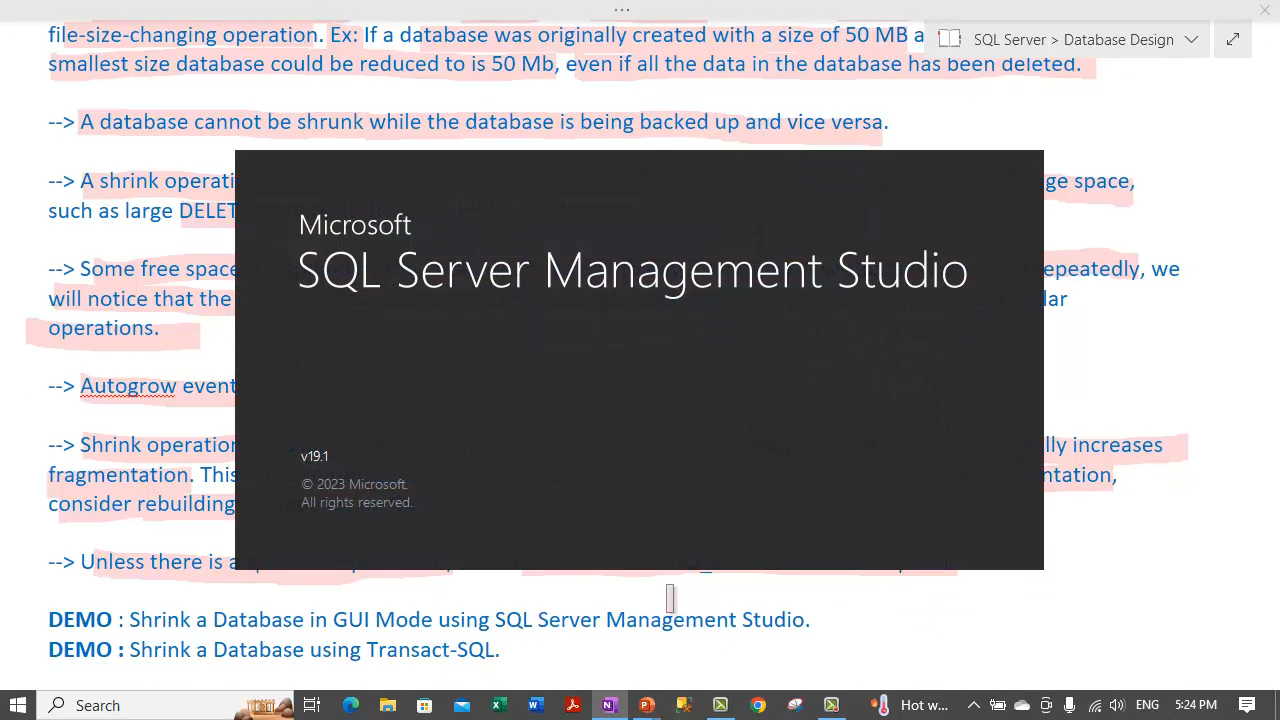 file-size-changing operation. Ex: If a database was originally created with a size of 50 MB a
SQL Server > Database Design
smallest size database could be reduced to is 50 Mb, even if all the data in the database has been deleted.
--> A database cannot be shrunk while the database is being backed up and vice versa.
--> A shrink operati ge space,
such as large DELET
--> Some free space epeatedly, we
will notice that the lar
operations.
--> Autogrow event
--> Shrink operation lly increases
fragmentation. This ntation,
consider rebuilding
--> Unless there is a
Microsoft
SQL Server Management Studio
v19.1
© 2023 Microsoft.
All rights reserved.
DEMO : Shrink a Database in GUI Mode using SQL Server Management Studio.
DEMO : Shrink a Database using Transact-SQL.
Search
Hot w...
ENG
5:24 PM